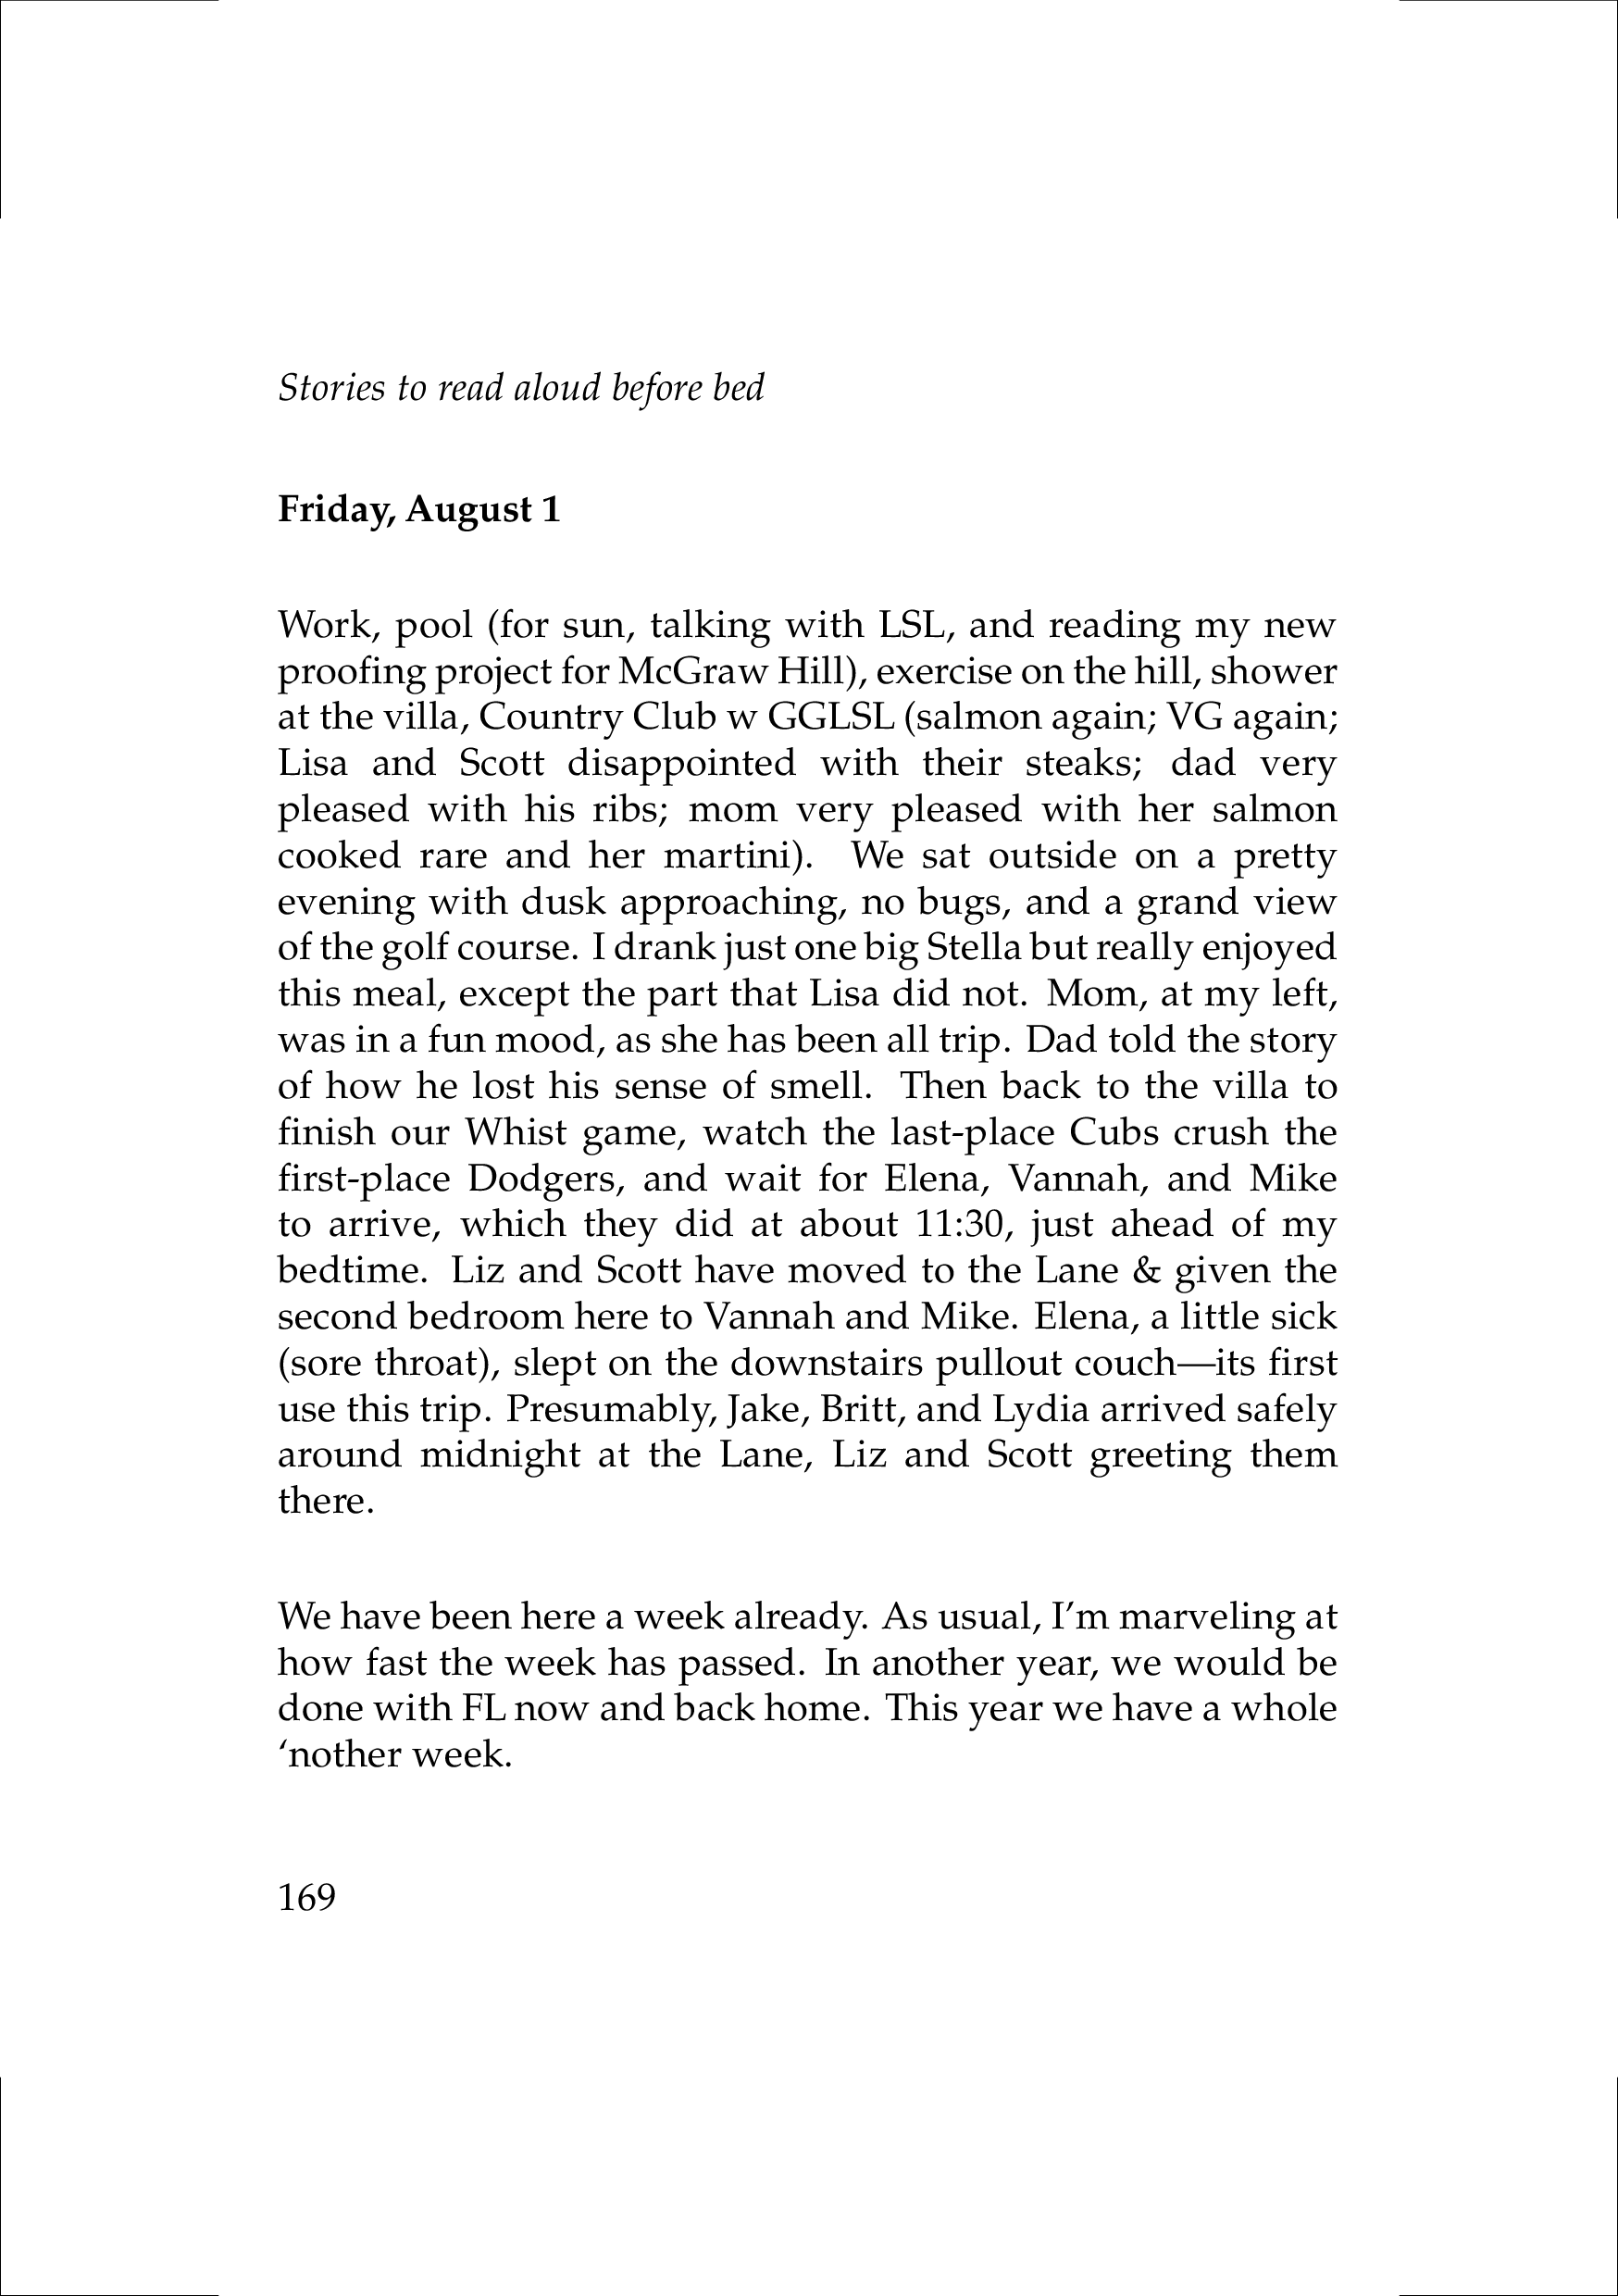 Stories to read aloud before bed
Friday, August 1
Work, pool (for sun, talking with LSL, and reading my new
proofing project for McGraw Hill), exercise on the hill, shower
at the villa, Country Club w GGLSL (salmon again; VG again;
Lisa and Scott disappointed with their steaks; dad very
pleased with his ribs; mom very pleased with her salmon
cooked rare and her martini). We sat outside on a pretty
evening with dusk approaching, no bugs, and a grand view
of the golf course. I drank just one big Stella but really enjoyed
this meal, except the part that Lisa did not. Mom, at my left,
was in a fun mood, as she has been all trip. Dad told the story
of how he lost his sense of smell. Then back to the villa to
finish our Whist game, watch the last-place Cubs crush the
first-place Dodgers, and wait for Elena, Vannah, and Mike
to arrive, which they did at about 11:30, just ahead of my
bedtime. Liz and Scott have moved to the Lane & given the
second bedroom here to Vannah and Mike. Elena, a little sick
(sore throat), slept on the downstairs pullout couch—its first
use this trip. Presumably, Jake, Britt, and Lydia arrived safely
around midnight at the Lane, Liz and Scott greeting them
there.
We have been here a week already. As usual, I’m marveling at
how fast the week has passed. In another year, we would be
done with FL now and back home. This year we have a whole
‘nother week.
169